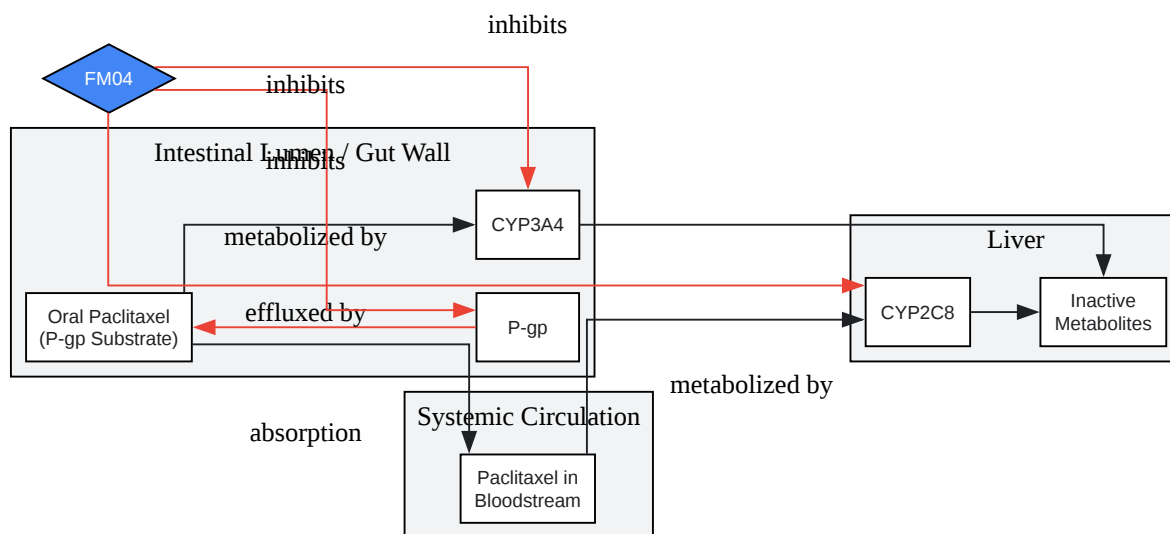 inhibits
FM04
inhibits
Intestinal Lumen / Gut Wall
inhibits
CYP3A4
metabolized by
Liver
Oral Paclitaxel
(P-gp Substrate)
effluxed by
P-gp
CYP2C8
Inactive
Metabolites
metabolized by
Systemic Circulation
absorption
Paclitaxel in
Bloodstream